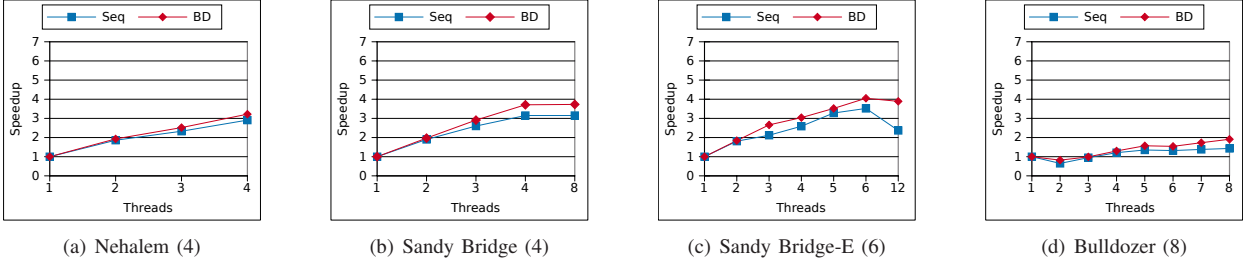 Seq BD
7
6
5
4
3
2
1
0
Speedup
1 2 3 4
Threads
(a) Nehalem (4)
Seq BD
7
6
5
4
3
2
1
0
Speedup
1 2 3 4 8
Threads
(b) Sandy Bridge (4)
Seq BD
7
6
5
4
3
2
1
0
Speedup
1 2 3 4 5 6 12
Threads
(c) Sandy Bridge-E (6)
Seq BD
7
6
5
4
3
2
1
0
Speedup
1 2 3 4 5 6 7 8
Threads
(d) Bulldozer (8)